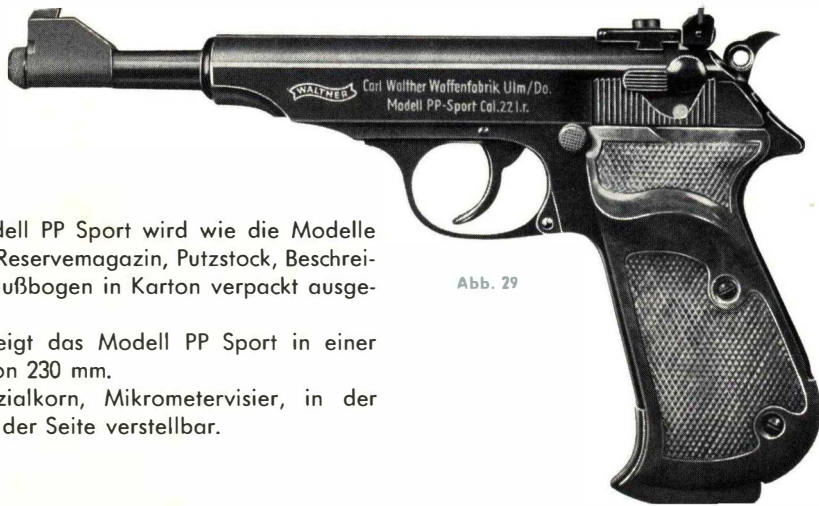 WALTHER
Carl Walther Waffenfabrik Ulm/Do.
Modell PP-Sport Cal.22 l.r.
dell PP Sport wird wie die Modelle
Reservemagazin, Putzstock, Beschrei-
ußbogen in Karton verpackt ausge-
eigt das Modell PP Sport in einer
on 230 mm.
zialkorn, Mikrometervisier, in der
der Seite verstellbar.
Abb. 29